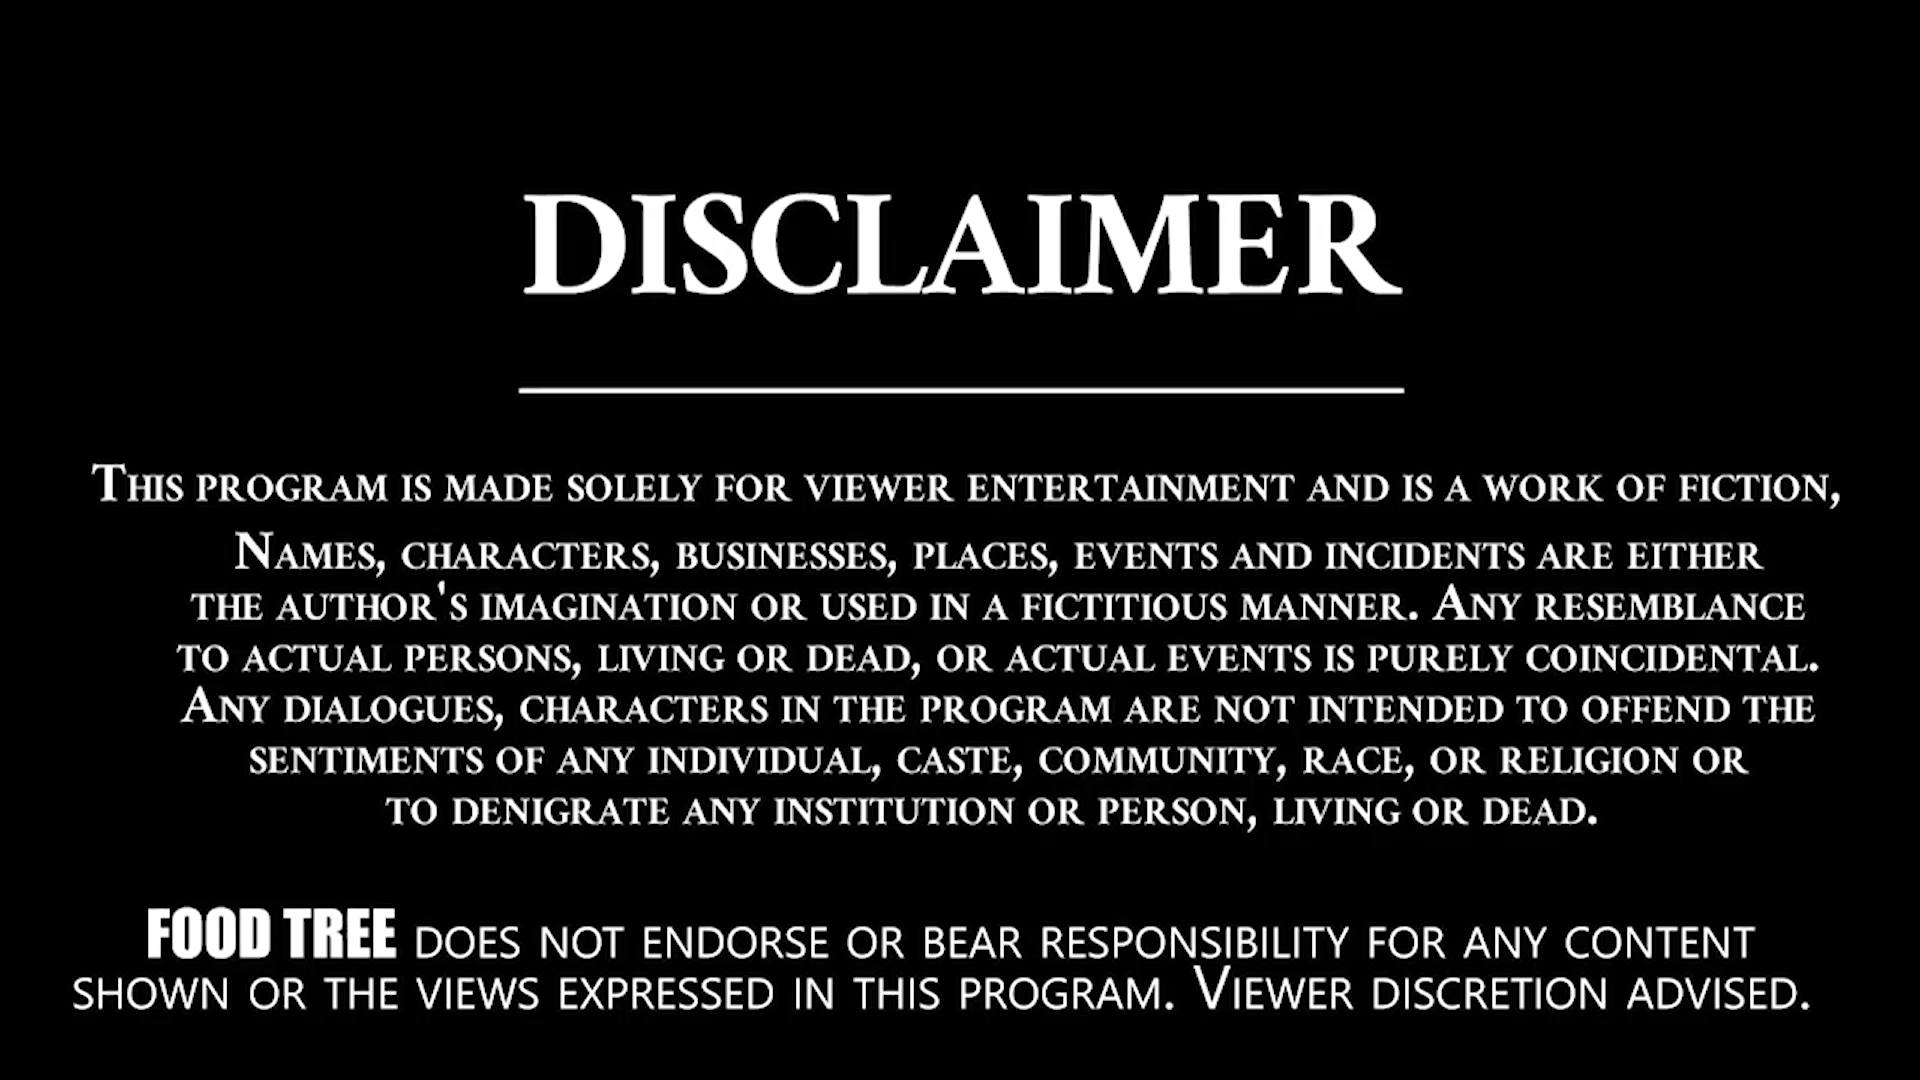 DISCLAIMER
This program is made solely for viewer entertainment and is a work of fiction,
Names, characters, businesses, places, events and incidents are either
the author's imagination or used in a fictitious manner. Any resemblance
to actual persons, living or dead, or actual events is purely coincidental.
Any dialogues, characters in the program are not intended to offend the
sentiments of any individual, caste, community, race, or religion or
to denigrate any institution or person, living or dead.
FOOD TREE does not endorse or bear responsibility for any content
shown or the views expressed in this program. Viewer discretion advised.